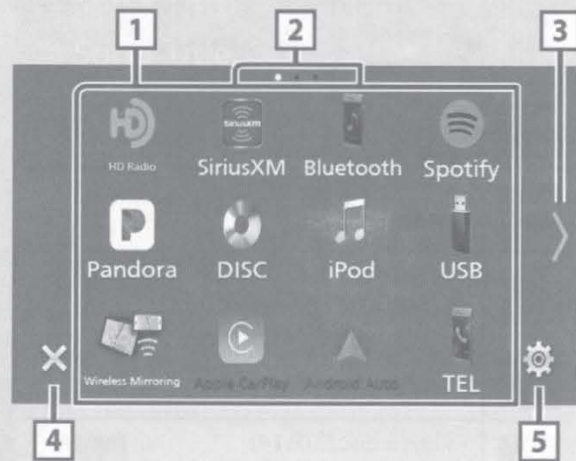 1 2 3
HD Radio SiriusXM Bluetooth Spotify
Pandora DISC iPod USB
Wireless Mirroring Apple CarPlay Android Auto TEL
4 5